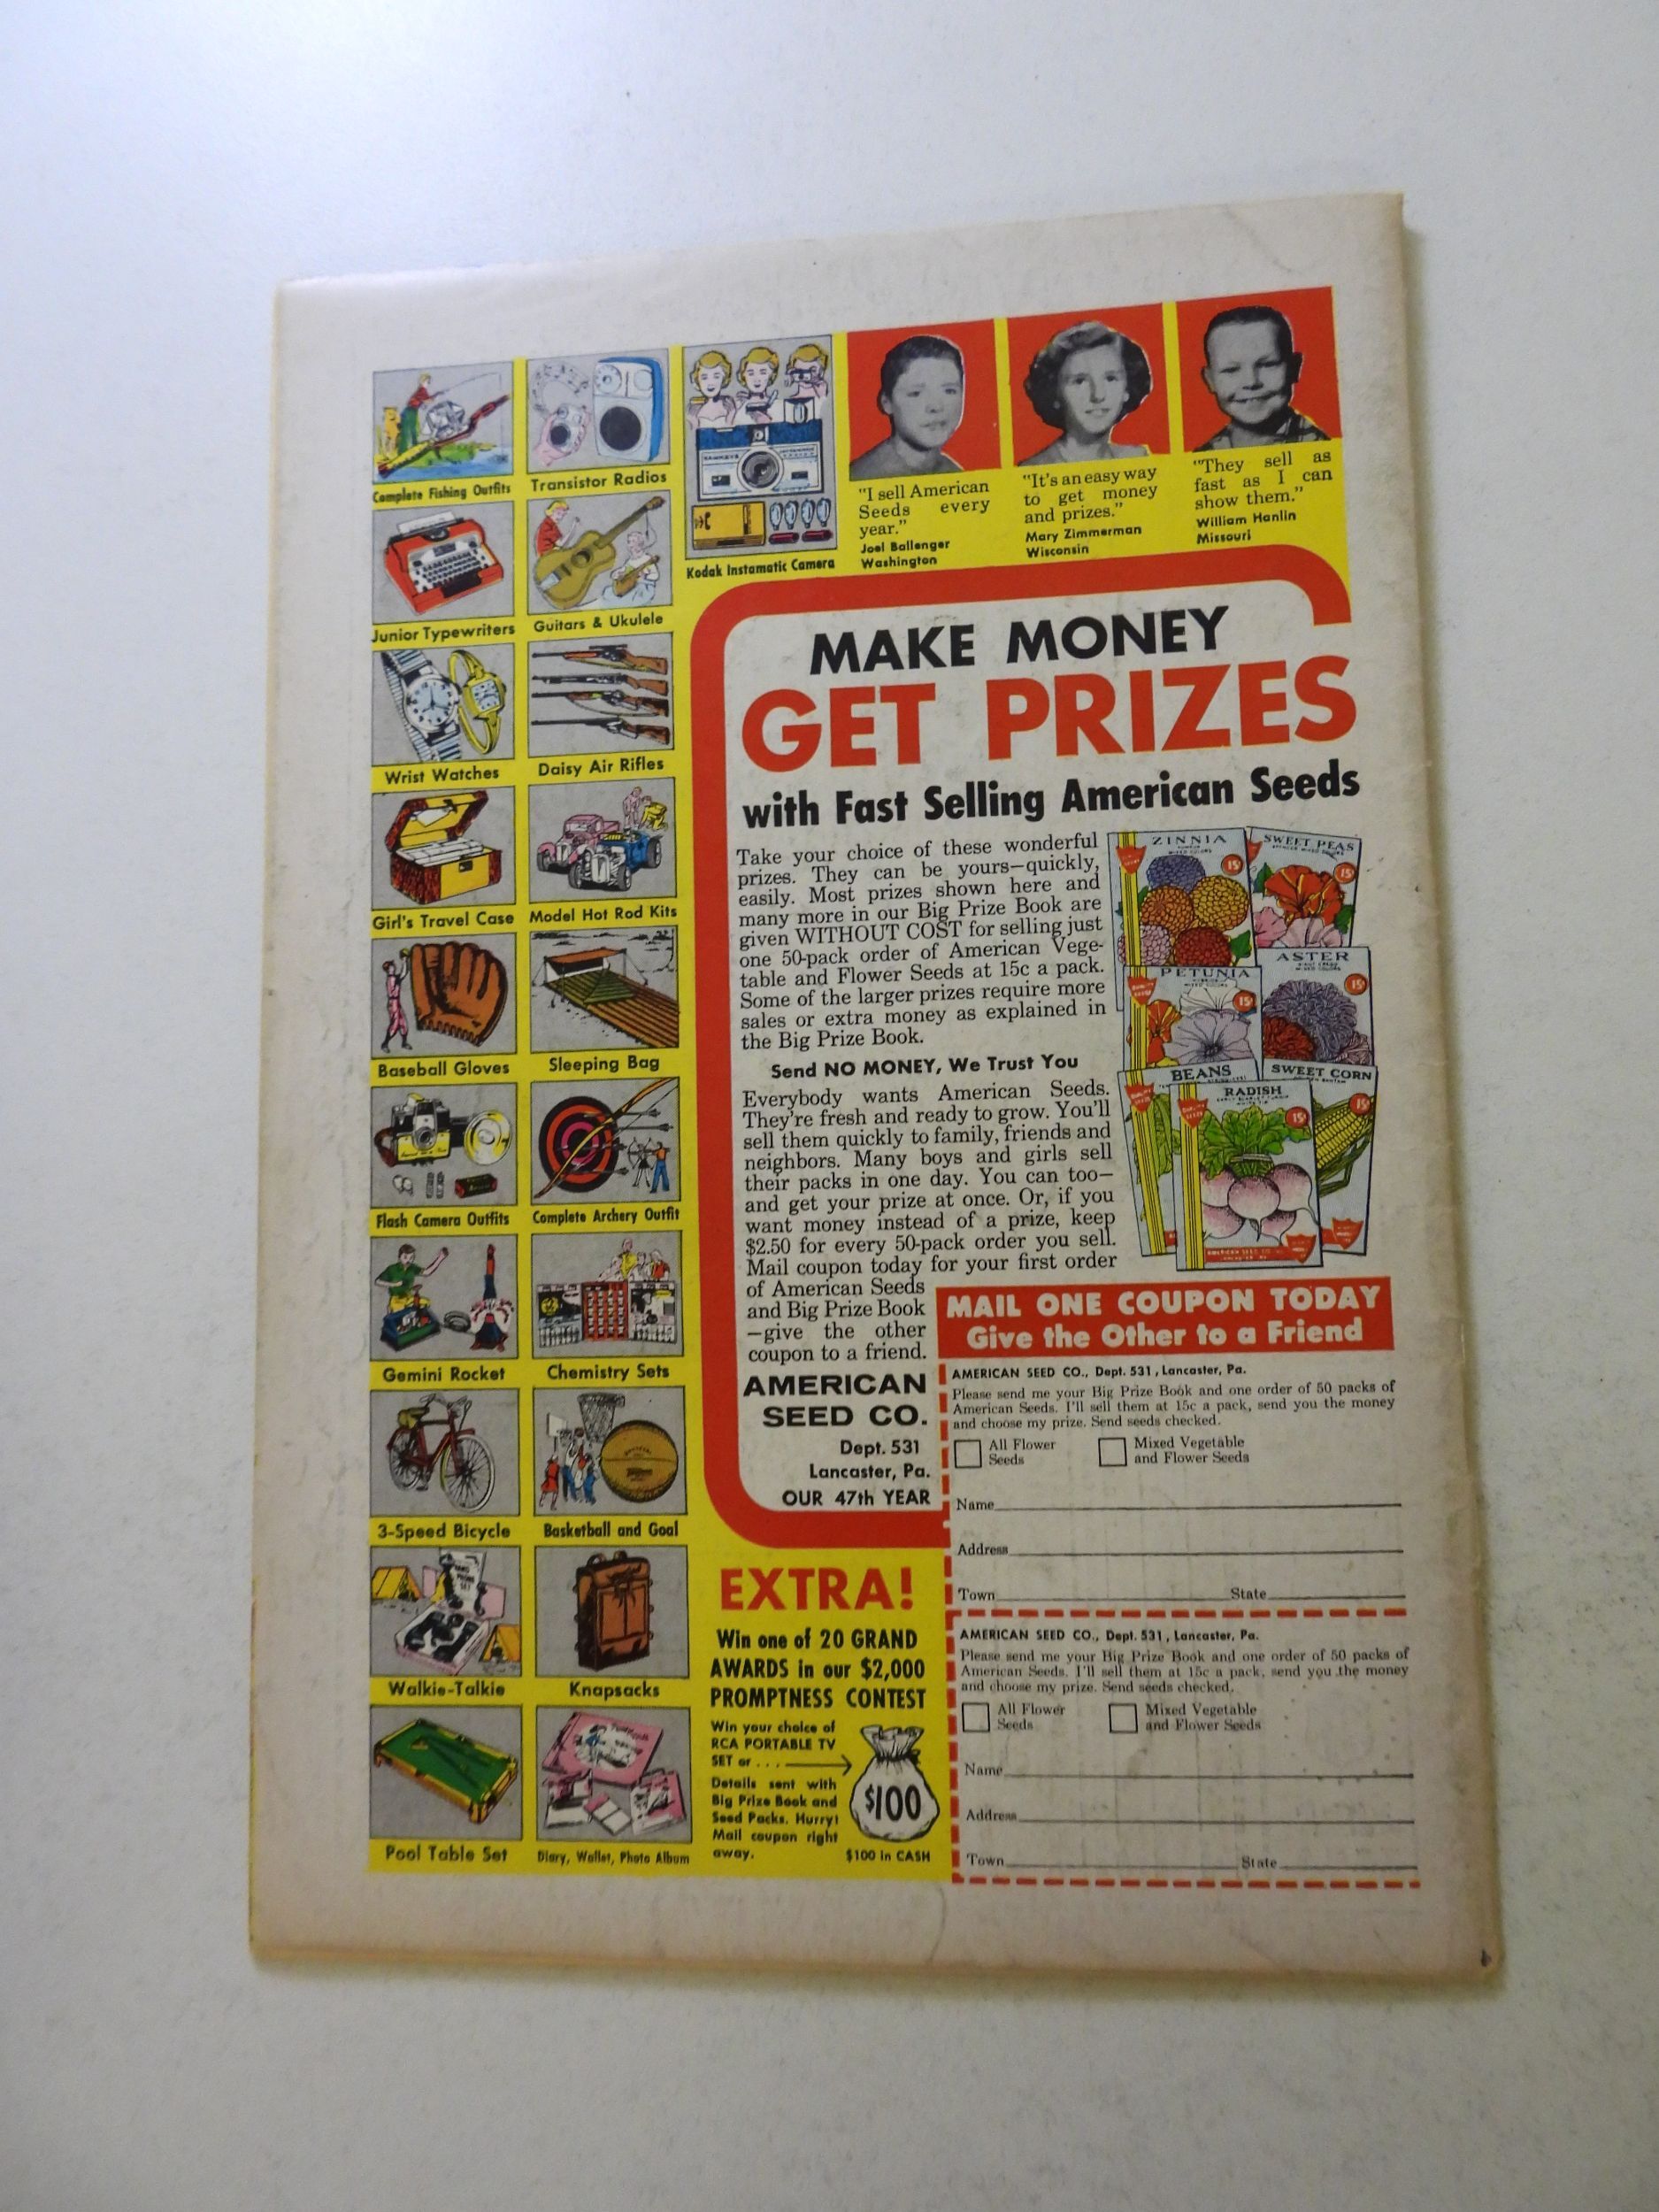 Complete Fishing Outfits
Transistor Radios
Kodak Instamatic Camera
"I sell American
Seeds every
year."
Joel Ballenger
Washington
"It's an easy way
to get money
and prizes."
Mary Zimmerman
Wisconsin
"They sell as
fast as I can
show them."
William Hanlin
Missouri
Junior Typewriters
Guitars & Ukulele
Wrist Watches
Daisy Air Rifles
Girl's Travel Case
Model Hot Rod Kits
Baseball Gloves
Sleeping Bag
Flash Camera Outfits
Complete Archery Outfit
Gemini Rocket
Chemistry Sets
3-Speed Bicycle
Basketball and Goal
Walkie-Talkie
Knapsacks
Pool Table Set
Diary, Wallet, Photo Album
MAKE MONEY
GET PRIZES
with Fast Selling American Seeds
Take your choice of these wonderful
prizes. They can be yours—quickly,
easily. Most prizes shown here and
many more in our Big Prize Book are
given WITHOUT COST for selling just
one 50-pack order of American Vege-
table and Flower Seeds at 15c a pack.
Some of the larger prizes require more
sales or extra money as explained in
the Big Prize Book.
Send NO MONEY, We Trust You
Everybody wants American Seeds.
They're fresh and ready to grow. You'll
sell them quickly to family, friends and
neighbors. Many boys and girls sell
their packs in one day. You can too—
and get your prize at once. Or, if you
want money instead of a prize, keep
$2.50 for every 50-pack order you sell.
Mail coupon today for your first order
of American Seeds
and Big Prize Book
—give the other
coupon to a friend.
AMERICAN
SEED CO.
Dept. 531
Lancaster, Pa.
OUR 47th YEAR
ZINNIA
15¢
SWEET PEAS
15¢
PETUNIA
15¢
ASTER
15¢
BEANS
SWEET CORN
15¢
RADISH
15¢
MAIL ONE COUPON TODAY
Give the Other to a Friend
AMERICAN SEED CO., Dept. 531, Lancaster, Pa.
Please send me your Big Prize Book and one order of 50 packs of
American Seeds. I'll sell them at 15c a pack, send you the money
and choose my prize. Send seeds checked.
All Flower
Seeds
Mixed Vegetable
and Flower Seeds
Name
Address
Town State
AMERICAN SEED CO., Dept. 531, Lancaster, Pa.
Please send me your Big Prize Book and one order of 50 packs of
American Seeds. I'll sell them at 15c a pack, send you the money
and choose my prize. Send seeds checked.
All Flower
Seeds
Mixed Vegetable
and Flower Seeds
Name
Address
Town State
EXTRA!
Win one of 20 GRAND
AWARDS in our $2,000
PROMPTNESS CONTEST
Win your choice of
RCA PORTABLE TV
SET or . . .
Details sent with
Big Prize Book and
Seed Packs. Hurry!
Mail coupon right
away.
$100
$100 in CASH